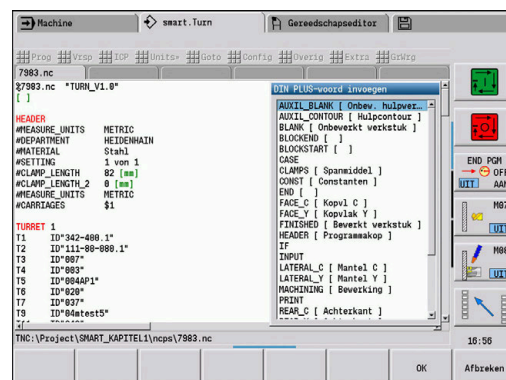 Machine
smart.Turn
Gereedschapseditor
Prog
Vrsp
ICP
Units▾
Goto
Config
Overig
Extra
GrWrg
7983.nc
%7983.nc "TURN_V1.0"
[ ]
HEADER
#MEASURE_UNITS METRIC
#DEPARTMENT HEIDENHAIN
#MATERIAL Stahl
#SETTING 1 von 1
#CLAMP_LENGTH 82 [mm]
#CLAMP_LENGTH_2 0 [mm]
#MEASURE_UNITS METRIC
#CARRIAGES $1
TURRET 1
T1 ID"342-400.1"
T2 ID"111-80-080.1"
T3 ID"007"
T4 ID"003"
T5 ID"004AP1"
T6 ID"020"
T7 ID"037"
T9 ID"04mtest5"
DIN PLUS-woord invoegen
AUXIL_BLANK [ Onbew. hulpwer...
AUXIL_CONTOUR [ Hulpcontour ]
BLANK [ Onbewerkt werkstuk ]
BLOCKEND [ ]
BLOCKSTART [ ]
CASE
CLAMPS [ Spanmiddel ]
CONST [ Constanten ]
END [ ]
FACE_C [ Kopvl C ]
FACE_Y [ Kopvlak Y ]
FINISHED [ Bewerkt werkstuk ]
HEADER [ Programmakop ]
IF
INPUT
LATERAL_C [ Mantel C ]
LATERAL_Y [ Mantel Y ]
MACHINING [ Bewerking ]
PRINT
REAR_C [ Achterkant ]
END PGM
OFF
UIT AAN
M07
UIT
UIT
TNC:\Project\SMART_KAPITEL1\ncps\7983.nc
16:56
OK
Afbreken